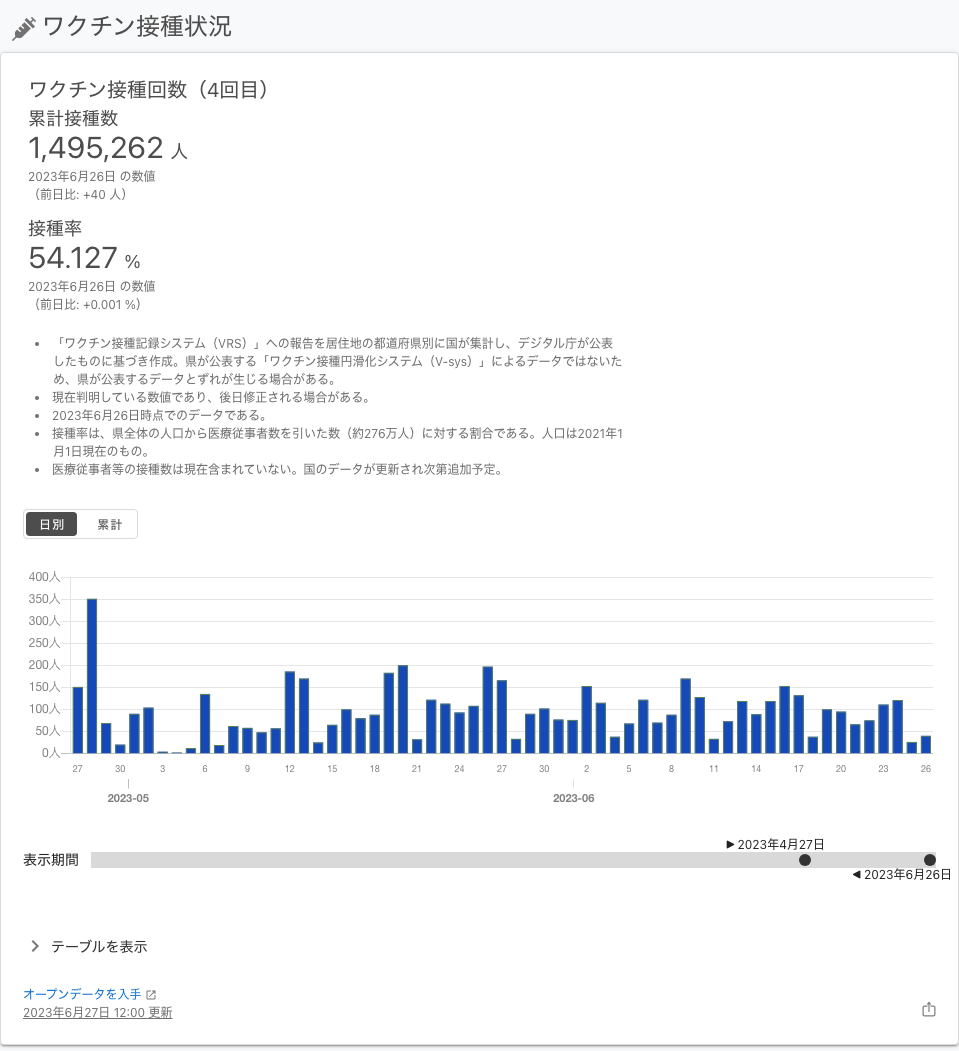 ワクチン接種状況
ワクチン接種回数（4回目）
累計接種数
1,495,262 人
2023年6月26日 の数値
（前日比: +40 人）
接種率
54.127 %
2023年6月26日 の数値
（前日比: +0.001 %）
• 「ワクチン接種記録システム（VRS）」への報告を居住地の都道府県別に国が集計し、デジタル庁が公表
したものに基づき作成。県が公表する「ワクチン接種円滑化システム（V-sys）」によるデータではないた
め、県が公表するデータとずれが生じる場合がある。
• 現在判明している数値であり、後日修正される場合がある。
• 2023年6月26日時点でのデータである。
• 接種率は、県全体の人口から医療従事者数を引いた数（約276万人）に対する割合である。人口は2021年1
月1日現在のもの。
• 医療従事者等の接種数は現在含まれていない。国のデータが更新され次第追加予定。
日別 累計
400人
350人
300人
250人
200人
150人
100人
50人
0人
27 30 3 6 9 12 15 18 21 24 27 30 2 5 8 11 14 17 20 23 26
2023-05 2023-06
▶ 2023年4月27日
表示期間
◀ 2023年6月26日
テーブルを表示
オープンデータを入手
2023年6月27日 12:00 更新